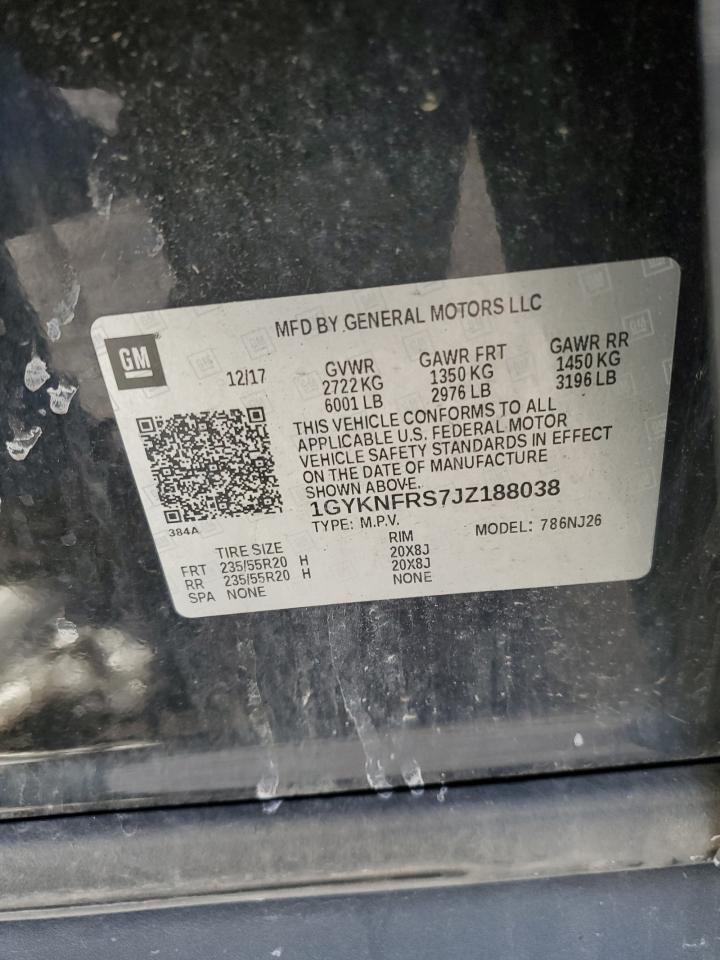 MFD BY GENERAL MOTORS LLC
GM
12/17
GVWR GAWR FRT GAWR RR
2722 KG 1350 KG 1450 KG
6001 LB 2976 LB 3196 LB
THIS VEHICLE CONFORMS TO ALL
APPLICABLE U.S. FEDERAL MOTOR
VEHICLE SAFETY STANDARDS IN EFFECT
ON THE DATE OF MANUFACTURE
SHOWN ABOVE.
1GYKNFRS7JZ188038
TYPE: M.P.V. MODEL: 786NJ26
384A
TIRE SIZE RIM
FRT 235/55R20 H 20X8J
RR 235/55R20 H 20X8J
SPA NONE NONE